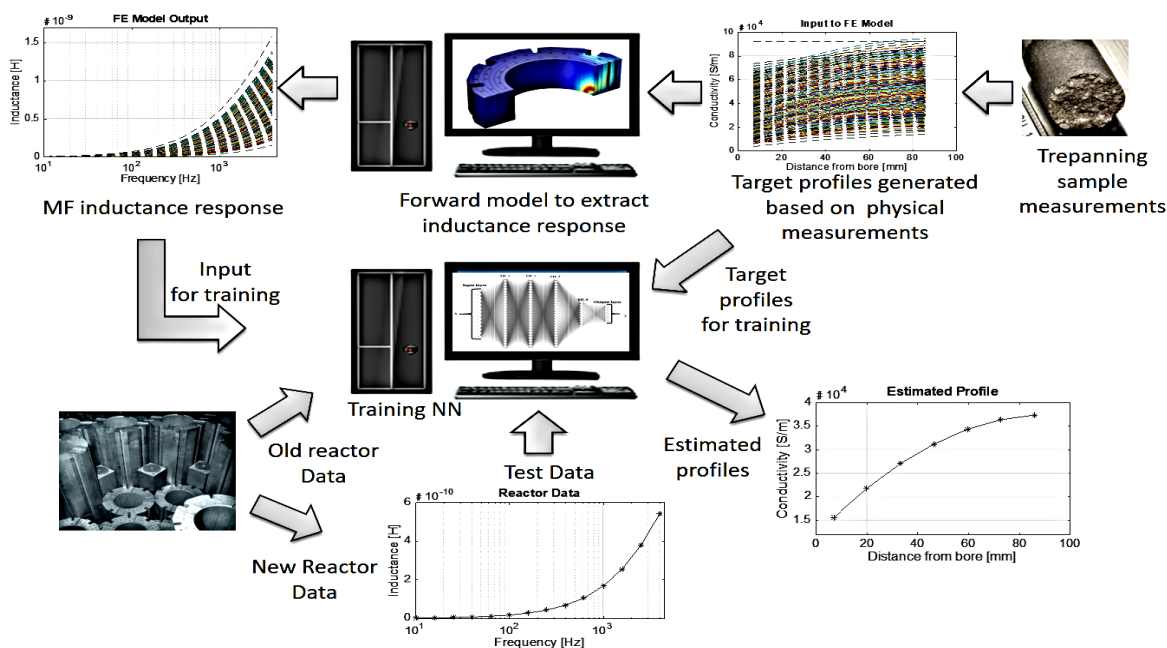 FE Model Output
# 10^-9
1.5
1
0.5
0
Inductance [H]
10^1
10^2
10^3
Frequency [Hz]
MF inductance response
Forward model to extract
inductance response
Input to FE Model
# 10^4
10
8
6
4
2
0
Conductivity [S/m]
0 20 40 60 80 100
Distance from bore [mm]
Target profiles generated
based on physical
measurements
Trepanning
sample
measurements
Input
for training
Target
profiles
for training
Training NN
Old reactor
Data
New Reactor
Data
Test Data
Estimated
profiles
Reactor Data
# 10^-10
6
4
2
0
Inductance [H]
10^1
10^2
10^3
Frequency [Hz]
Estimated Profile
# 10^4
4
3.5
3
2.5
2
1.5
Conductivity [S/m]
0 20 40 60 80 100
Distance from bore [mm]